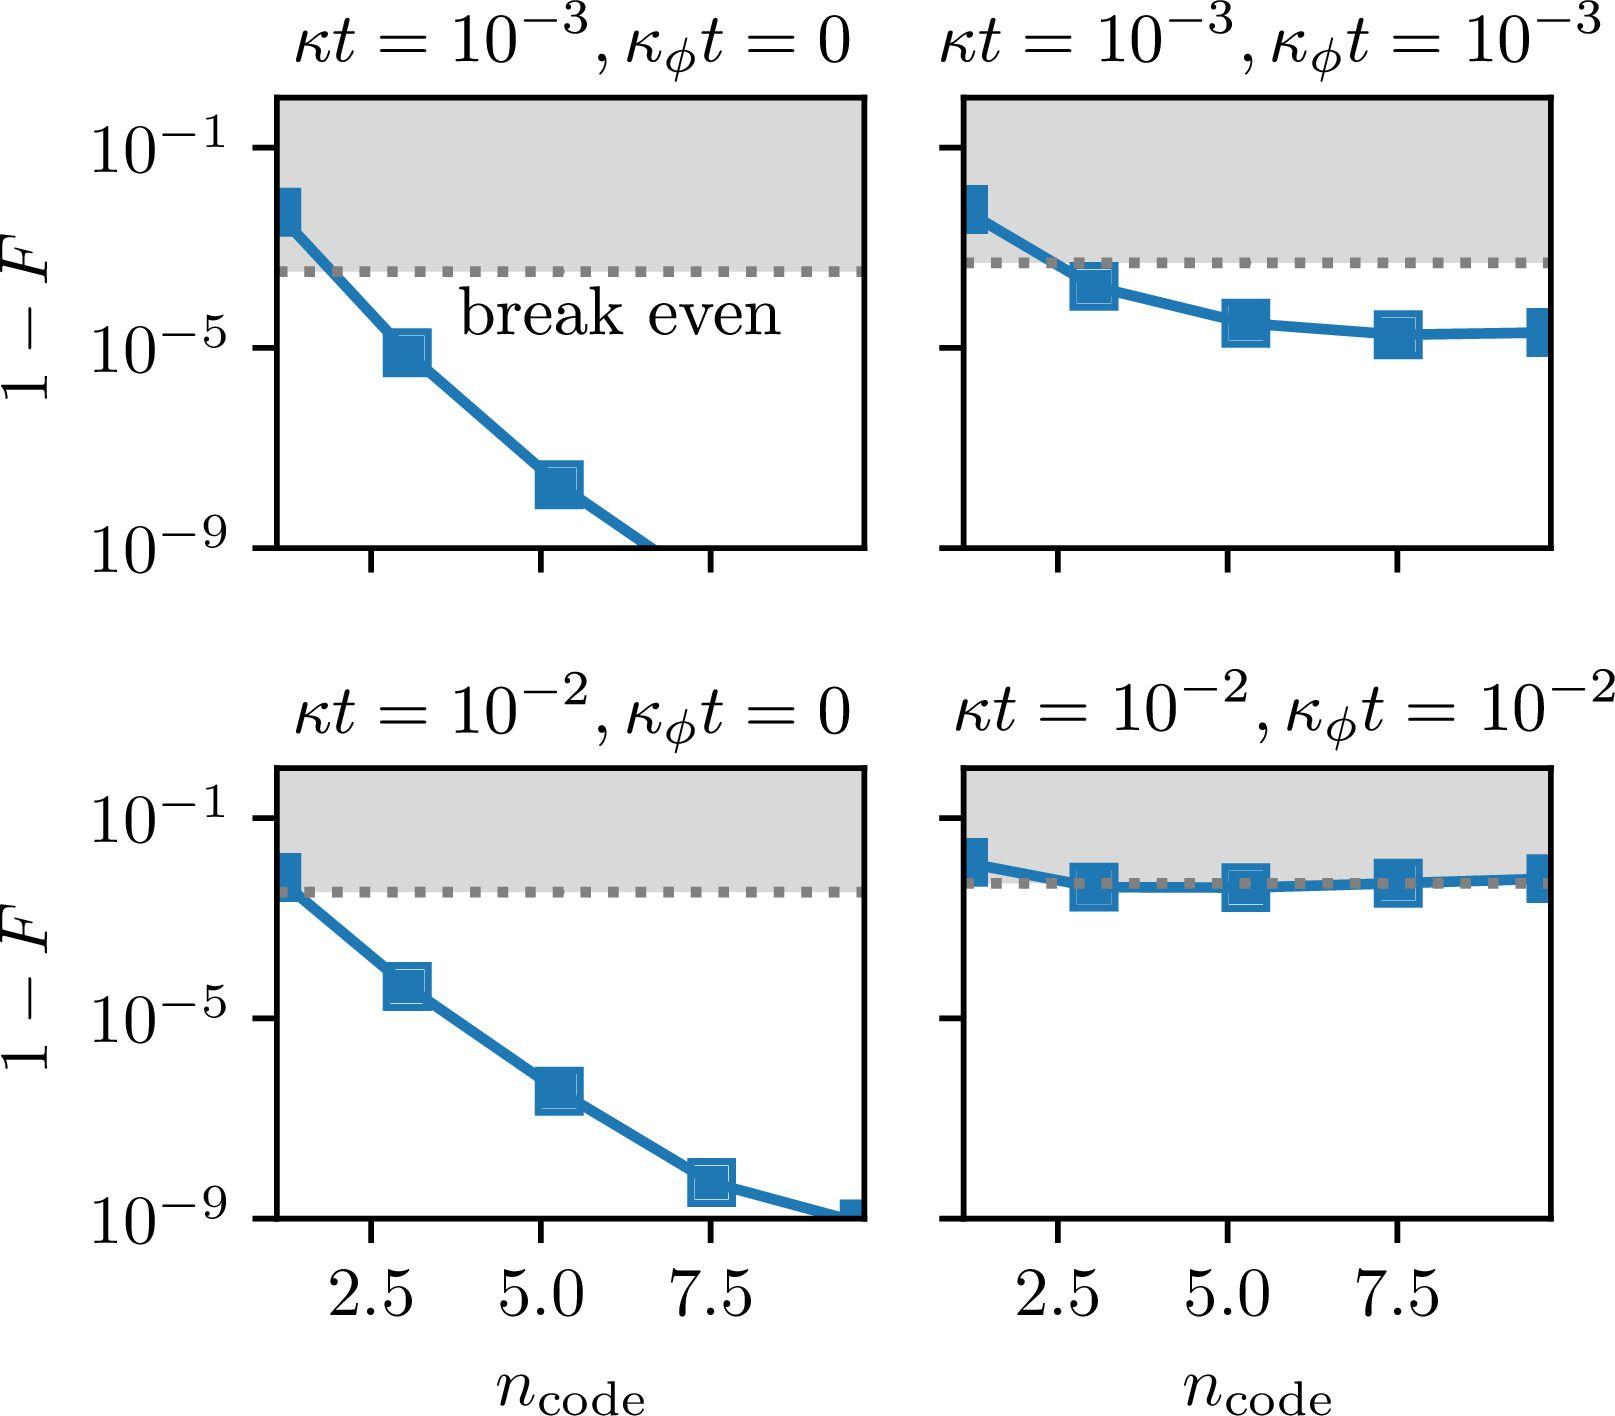 κt = 10⁻³, κ_ϕt = 0
κt = 10⁻³, κ_ϕt = 10⁻³
10⁻¹
10⁻⁵
10⁻⁹
1 − F
break even
κt = 10⁻², κ_ϕt = 0
κt = 10⁻², κ_ϕt = 10⁻²
10⁻¹
10⁻⁵
10⁻⁹
1 − F
2.5 5.0 7.5
2.5 5.0 7.5
n_code
n_code